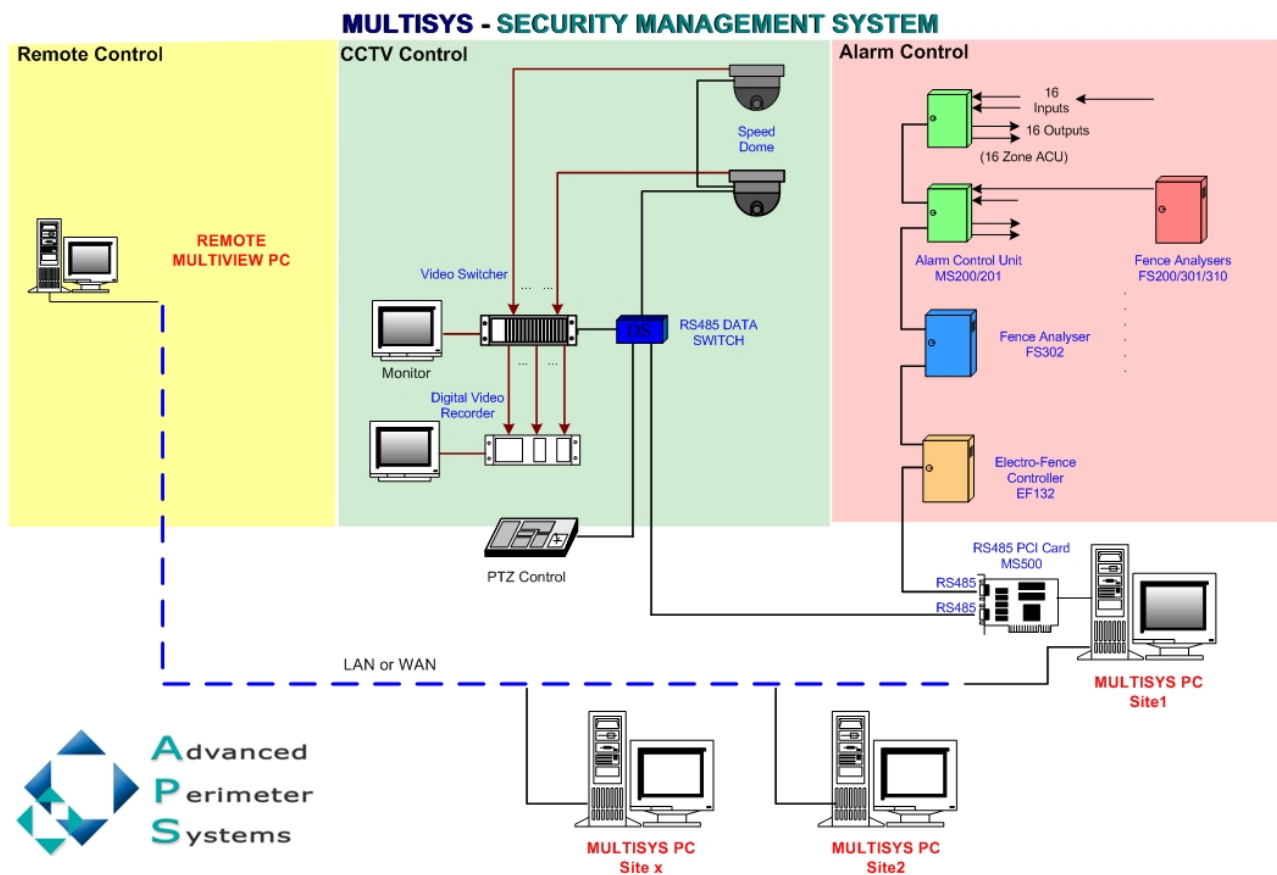 MULTISYS - SECURITY MANAGEMENT SYSTEM
Remote Control
CCTV Control
Alarm Control
16
Inputs
16 Outputs
(16 Zone ACU)
Speed
Dome
REMOTE
MULTIVIEW PC
Video Switcher
... ...
Alarm Control Unit
MS200/201
Fence Analysers
FS200/301/310
DS
RS485 DATA
SWITCH
Fence Analyser
FS302
Monitor
... ...
Digital Video
Recorder
Electro-Fence
Controller
EF132
PTZ Control
RS485 PCI Card
MS500
RS485
RS485
LAN or WAN
MULTISYS PC
Site1
Advanced
Perimeter
Systems
MULTISYS PC
Site x
MULTISYS PC
Site2